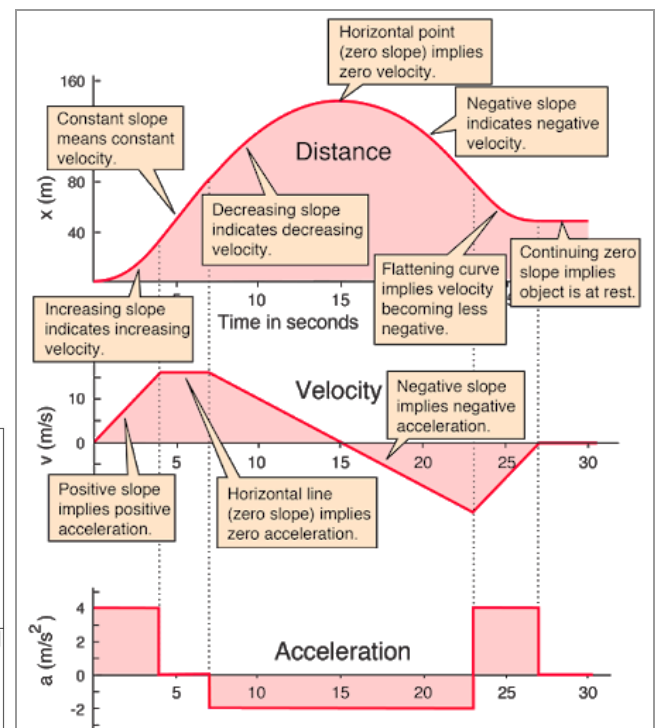 Horizontal point
(zero slope) implies
zero velocity.
160
Constant slope
means constant
velocity.
Negative slope
indicates negative
velocity.
Distance
x (m)
80
Decreasing slope
indicates decreasing
velocity.
40
Flattening curve
implies velocity
becoming less
negative.
Continuing zero
slope implies
object is at rest.
10
15
Time in seconds
Increasing slope
indicates increasing
velocity.
Velocity
Negative slope
implies negative
acceleration.
v (m/s)
10
0
5
15
20
25
30
Positive slope
implies positive
acceleration.
Horizontal line
(zero slope) implies
zero acceleration.
a (m/s²)
4
2
0
-2
Acceleration
5
10
15
20
25
30